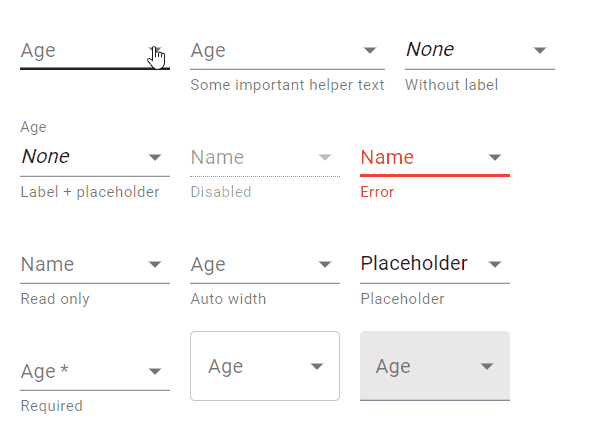 Age
Age
None
Some important helper text
Without label
Age
None
Name
Name
Label + placeholder
Disabled
Error
Name
Age
Placeholder
Read only
Auto width
Placeholder
Age *
Age
Age
Required